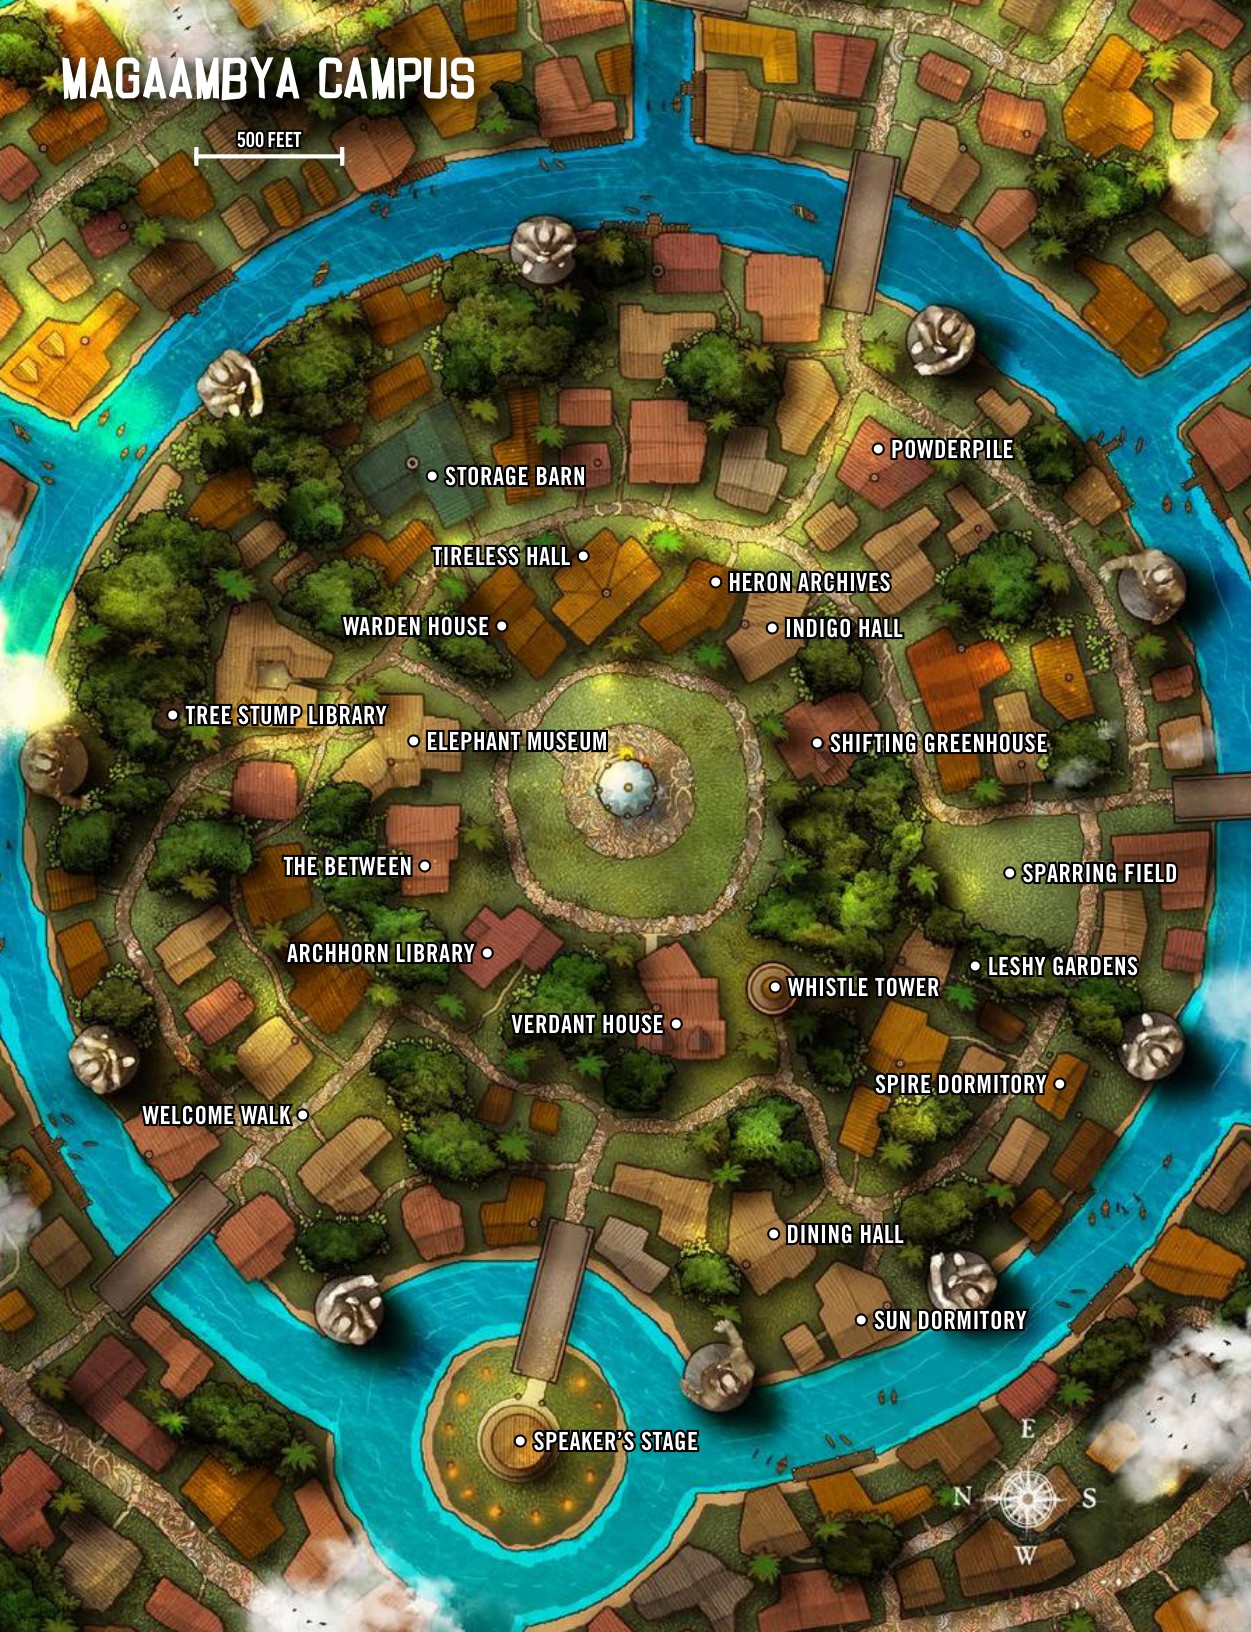 MAGAAMBYA CAMPUS
500 FEET
POWDERPILE
STORAGE BARN
TIRELESS HALL
HERON ARCHIVES
WARDEN HOUSE
INDIGO HALL
TREE STUMP LIBRARY
ELEPHANT MUSEUM
SHIFTING GREENHOUSE
THE BETWEEN
SPARRING FIELD
ARCHHORN LIBRARY
LESHY GARDENS
WHISTLE TOWER
VERDANT HOUSE
SPIRE DORMITORY
WELCOME WALK
DINING HALL
SUN DORMITORY
SPEAKER'S STAGE
E
N S
W